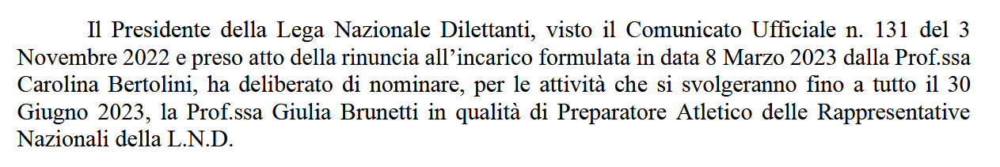 Il Presidente della Lega Nazionale Dilettanti, visto il Comunicato Ufficiale n. 131 del 3
Novembre 2022 e preso atto della rinuncia all’incarico formulata in data 8 Marzo 2023 dalla Prof.ssa
Carolina Bertolini, ha deliberato di nominare, per le attività che si svolgeranno fino a tutto il 30
Giugno 2023, la Prof.ssa Giulia Brunetti in qualità di Preparatore Atletico delle Rappresentative
Nazionali della L.N.D.